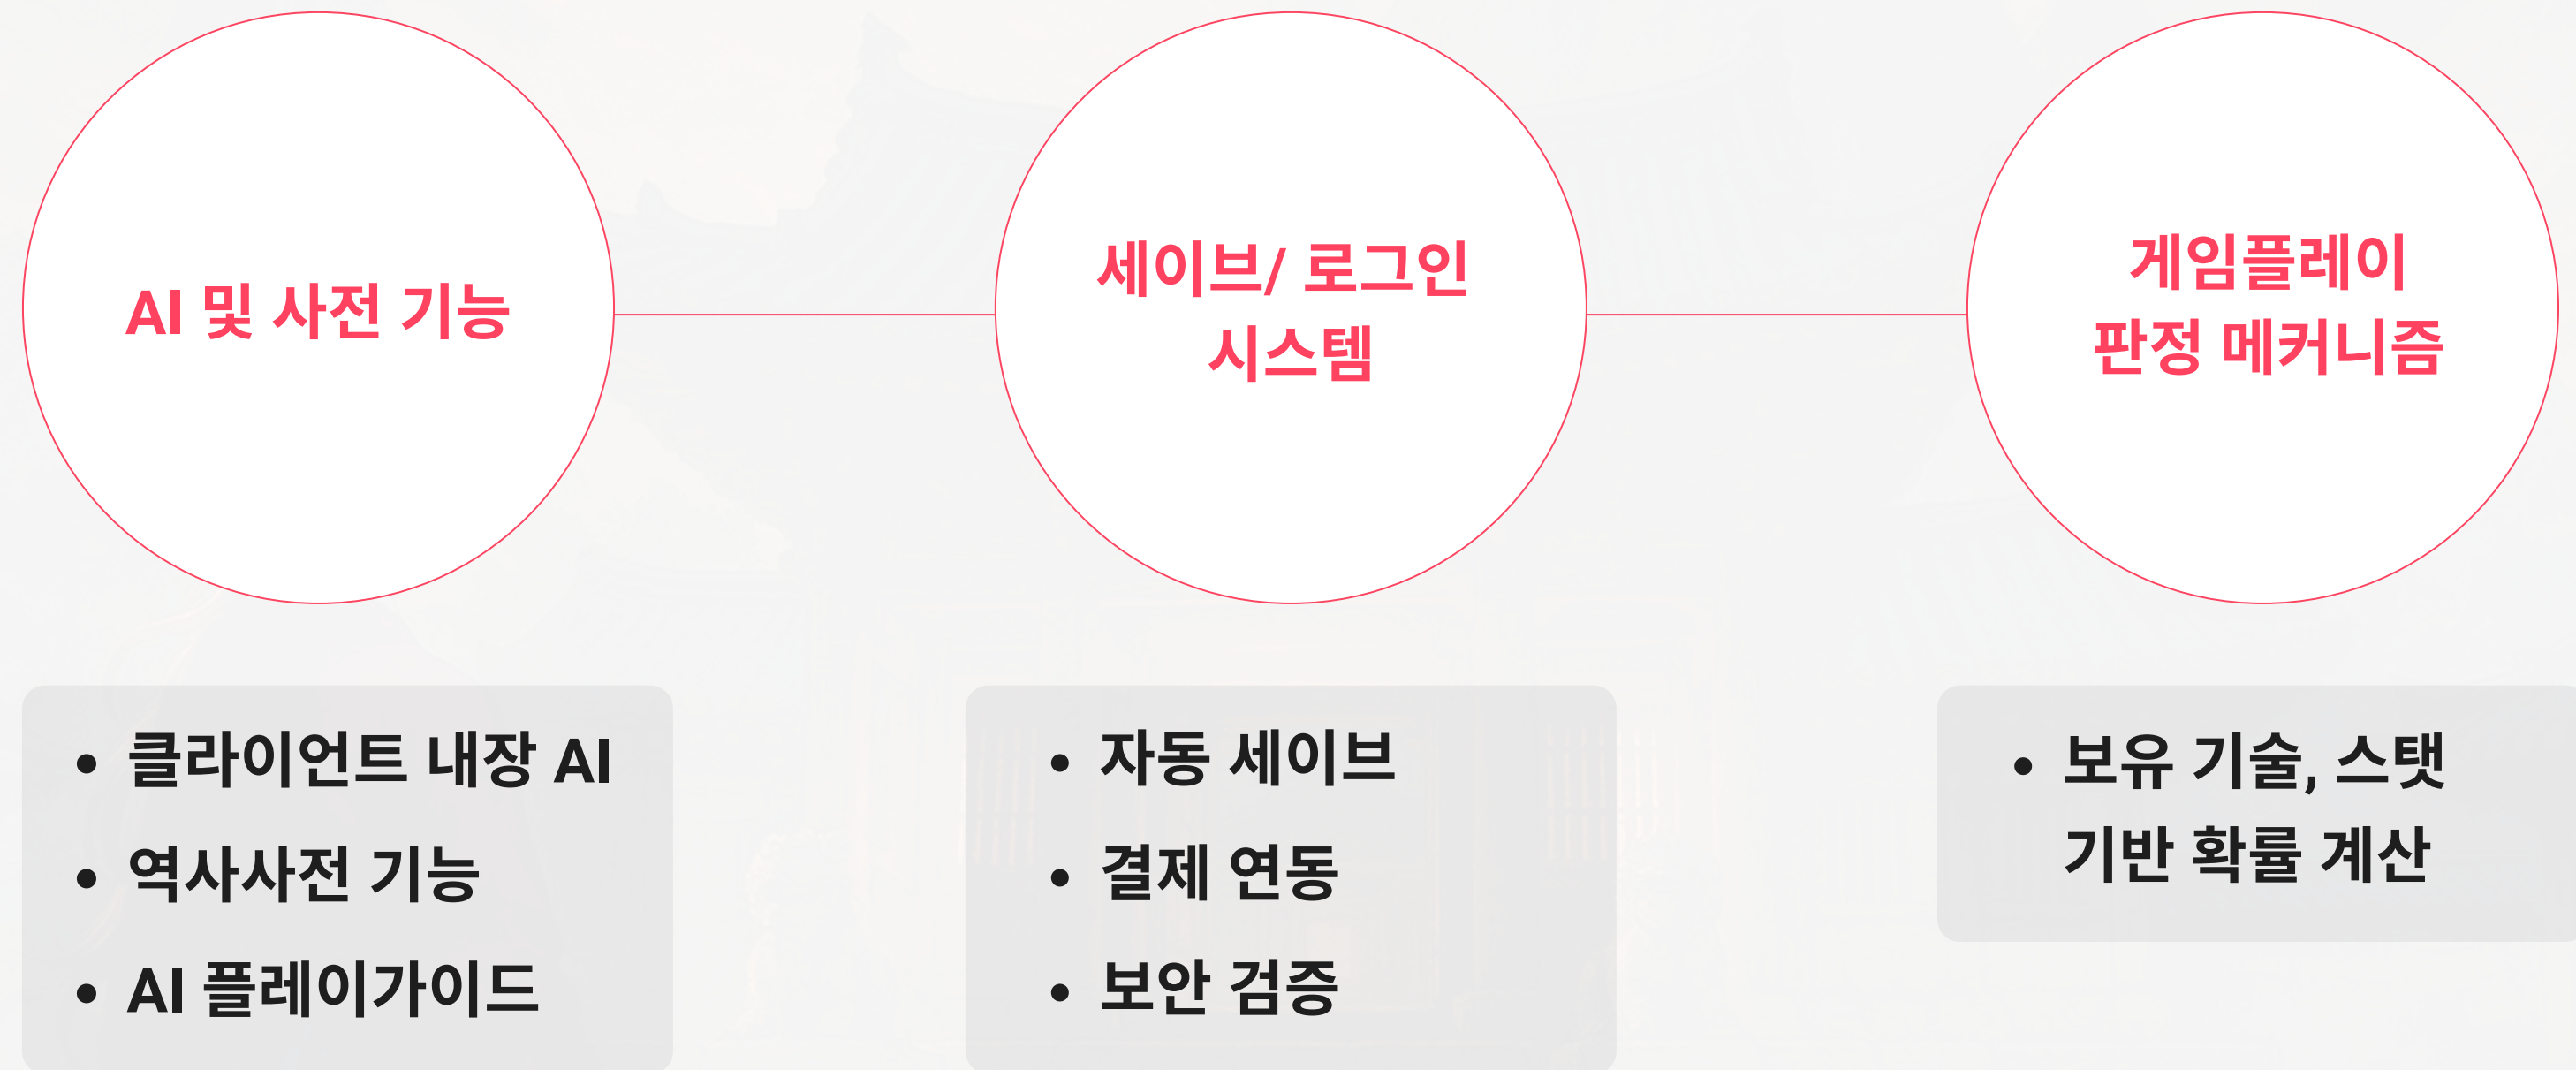 AI 및 사전 기능
세이브/ 로그인
시스템
게임플레이
판정 메커니즘
• 클라이언트 내장 AI
• 역사사전 기능
• AI 플레이가이드
• 자동 세이브
• 결제 연동
• 보안 검증
• 보유 기술, 스탯
기반 확률 계산